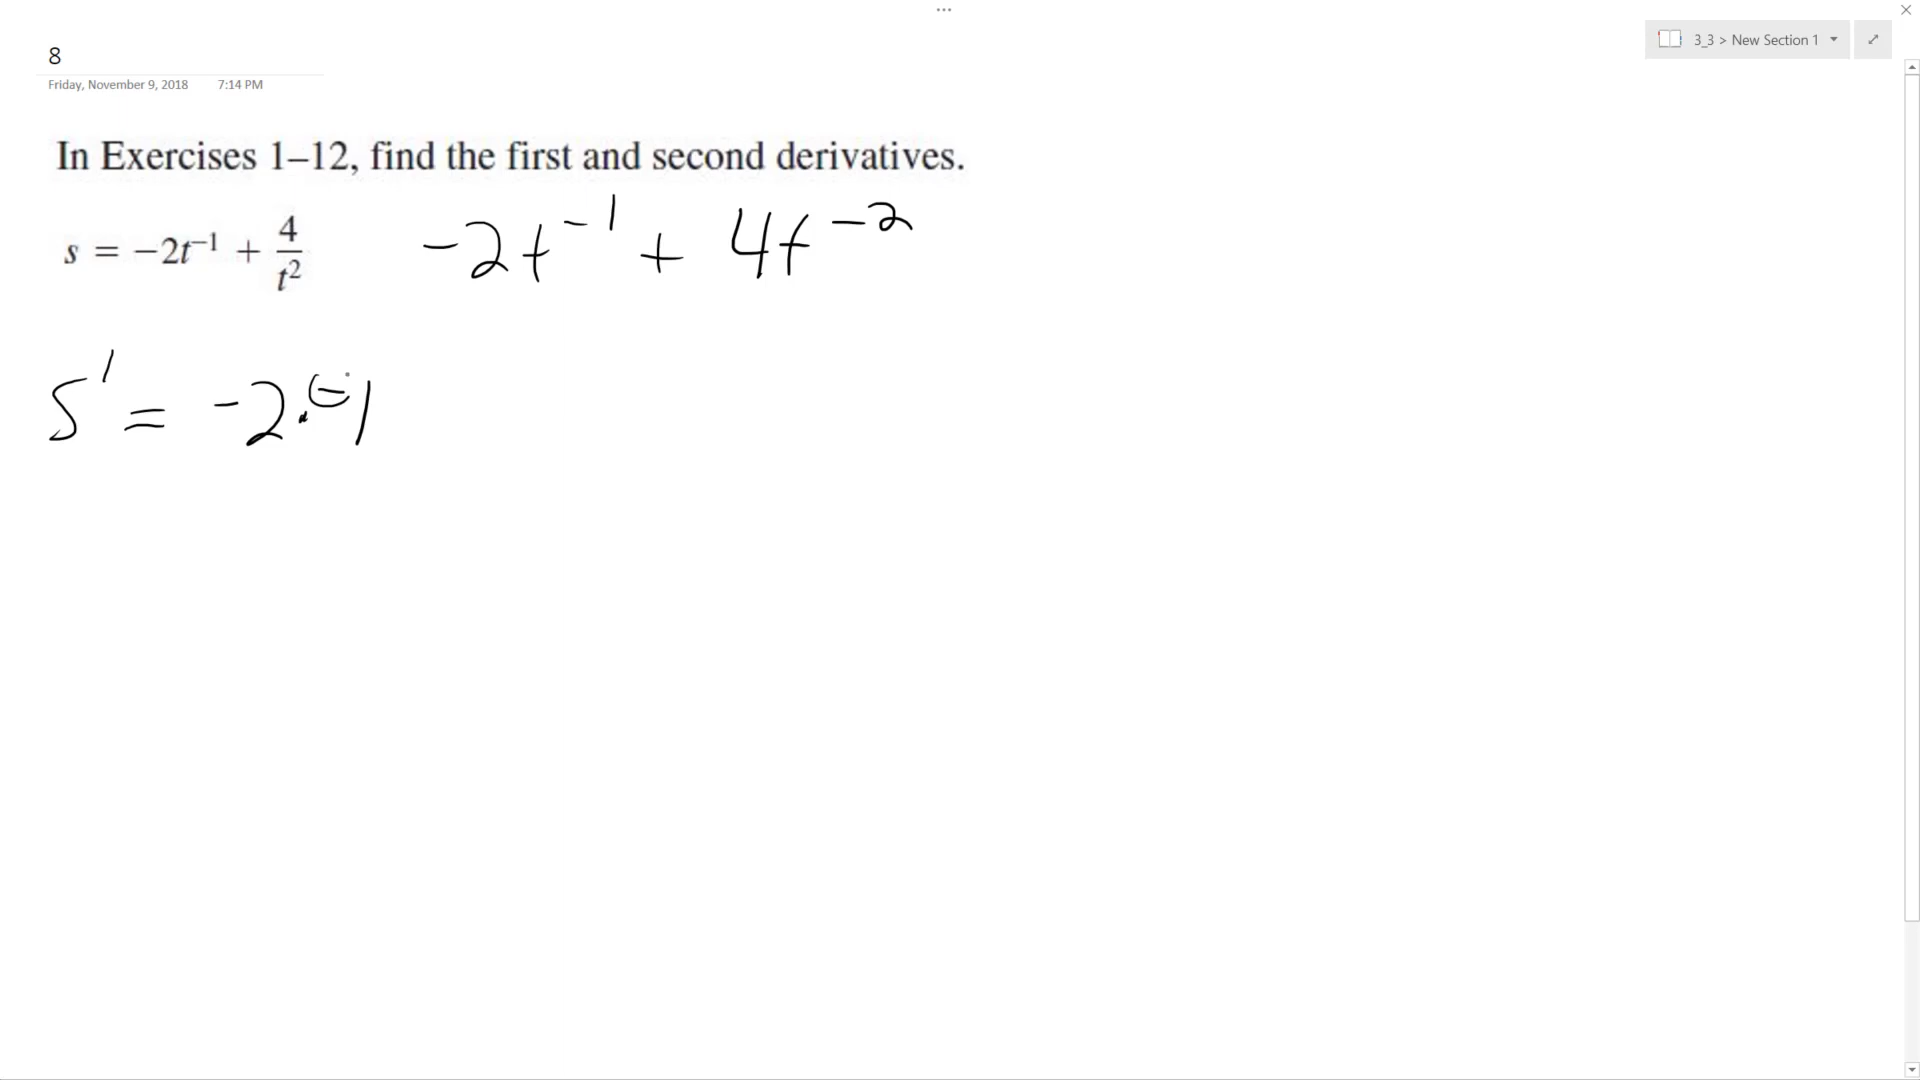 ...
3_3 > New Section 1
8
Friday, November 9, 2018 7:14 PM
In Exercises 1–12, find the first and second derivatives.
s = −2t⁻¹ + 4/t²
-2t⁻¹ + 4t⁻²
S' = -2.(-1